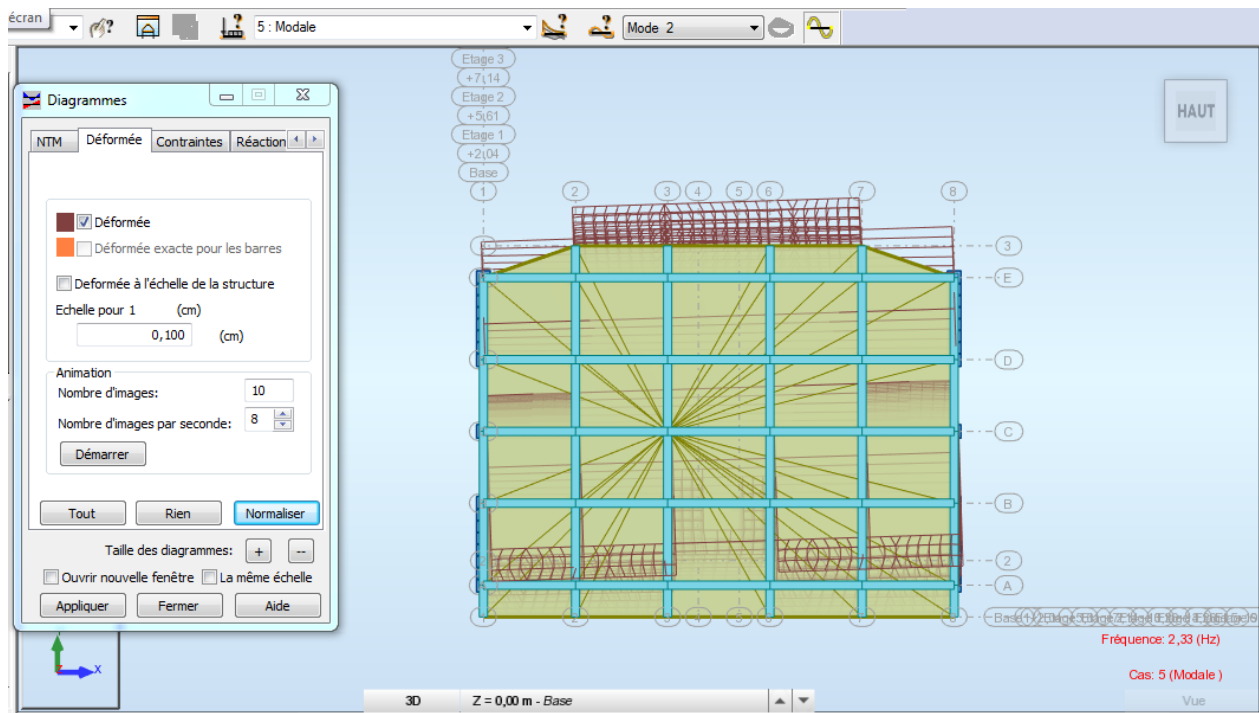 écran
5 : Modale
Mode 2
Diagrammes
NTM Déformée Contraintes Réaction
Déformée
Déformée exacte pour les barres
Deformée à l'échelle de la structure
Echelle pour 1 (cm)
0,100 (cm)
Animation
Nombre d'images: 10
Nombre d'images par seconde: 8
Démarrer
Tout Rien Normaliser
Taille des diagrammes: + --
Ouvrir nouvelle fenêtre La même échelle
Appliquer Fermer Aide
x
Etage 3
+7,14
Etage 2
+5,61
Etage 1
+2,04
Base
1 2 3 4 5 6 7 8
3
E
D
C
B
2
A
HAUT
Fréquence: 2,33 (Hz)
Cas: 5 (Modale )
3D Z = 0,00 m - Base
Vue